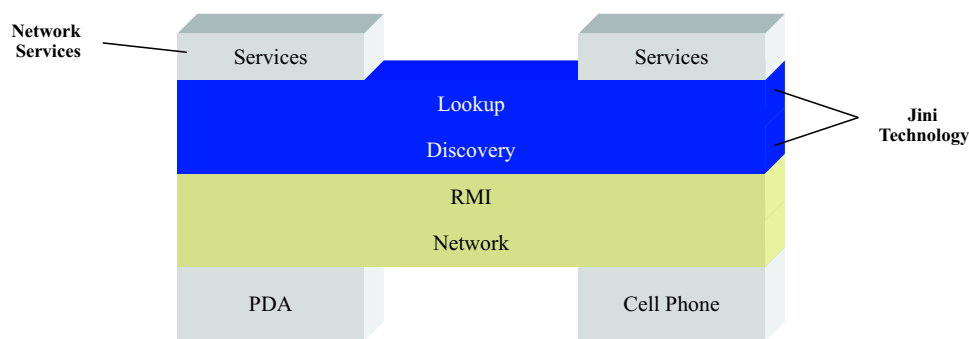 Network
Services
Services
Services
Lookup
Jini
Technology
Discovery
RMI
Network
PDA
Cell Phone